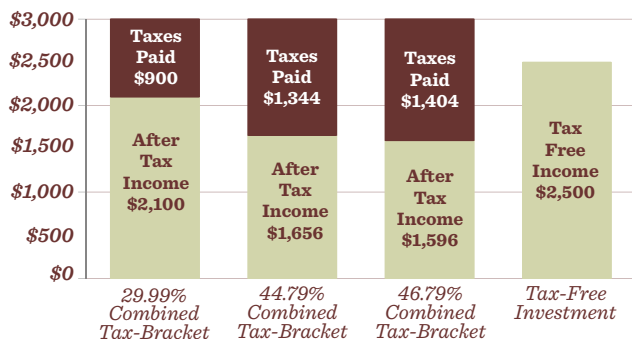 $3,000
$2,500
$2,000
$1,500
$1,000
$500
$0
Taxes
Paid
$900
After
Tax
Income
$2,100
Taxes
Paid
$1,344
After
Tax
Income
$1,656
Taxes
Paid
$1,404
After
Tax
Income
$1,596
Tax
Free
Income
$2,500
29.99%
Combined
Tax-Bracket
44.79%
Combined
Tax-Bracket
46.79%
Combined
Tax-Bracket
Tax-Free
Investment